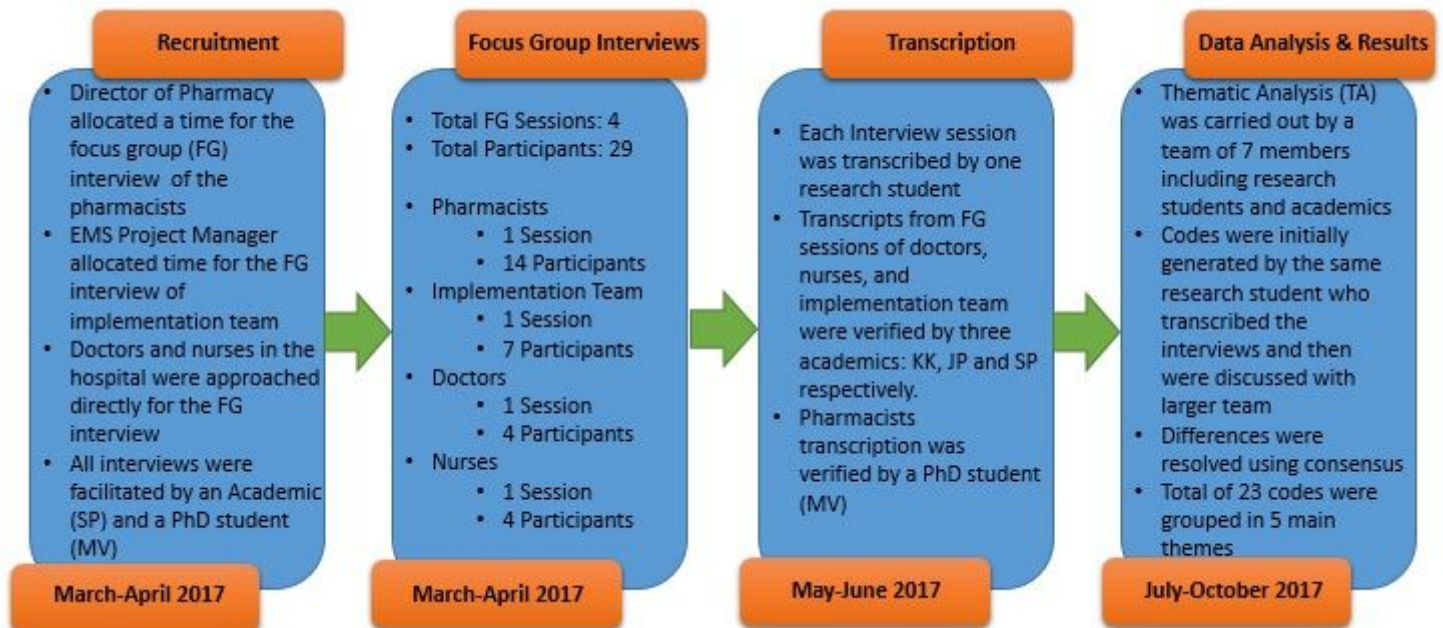 Recruitment
• Director of Pharmacy
allocated a time for the
focus group (FG)
interview of the
pharmacists
• EMS Project Manager
allocated time for the FG
interview of
implementation team
• Doctors and nurses in the
hospital were approached
directly for the FG
interview
• All interviews were
facilitated by an Academic
(SP) and a PhD student
(MV)
March-April 2017
Focus Group Interviews
• Total FG Sessions: 4
• Total Participants: 29
• Pharmacists
• 1 Session
• 14 Participants
• Implementation Team
• 1 Session
• 7 Participants
• Doctors
• 1 Session
• 4 Participants
• Nurses
• 1 Session
• 4 Participants
March-April 2017
Transcription
• Each Interview session
was transcribed by one
research student
• Transcripts from FG
sessions of doctors,
nurses, and
implementation team
were verified by three
academics: KK, JP and SP
respectively.
• Pharmacists
transcription was
verified by a PhD student
(MV)
May-June 2017
Data Analysis & Results
• Thematic Analysis (TA)
was carried out by a
team of 7 members
including research
students and academics
• Codes were initially
generated by the same
research student who
transcribed the
interviews and then
were discussed with
larger team
• Differences were
resolved using consensus
• Total of 23 codes were
grouped in 5 main
themes
July-October 2017